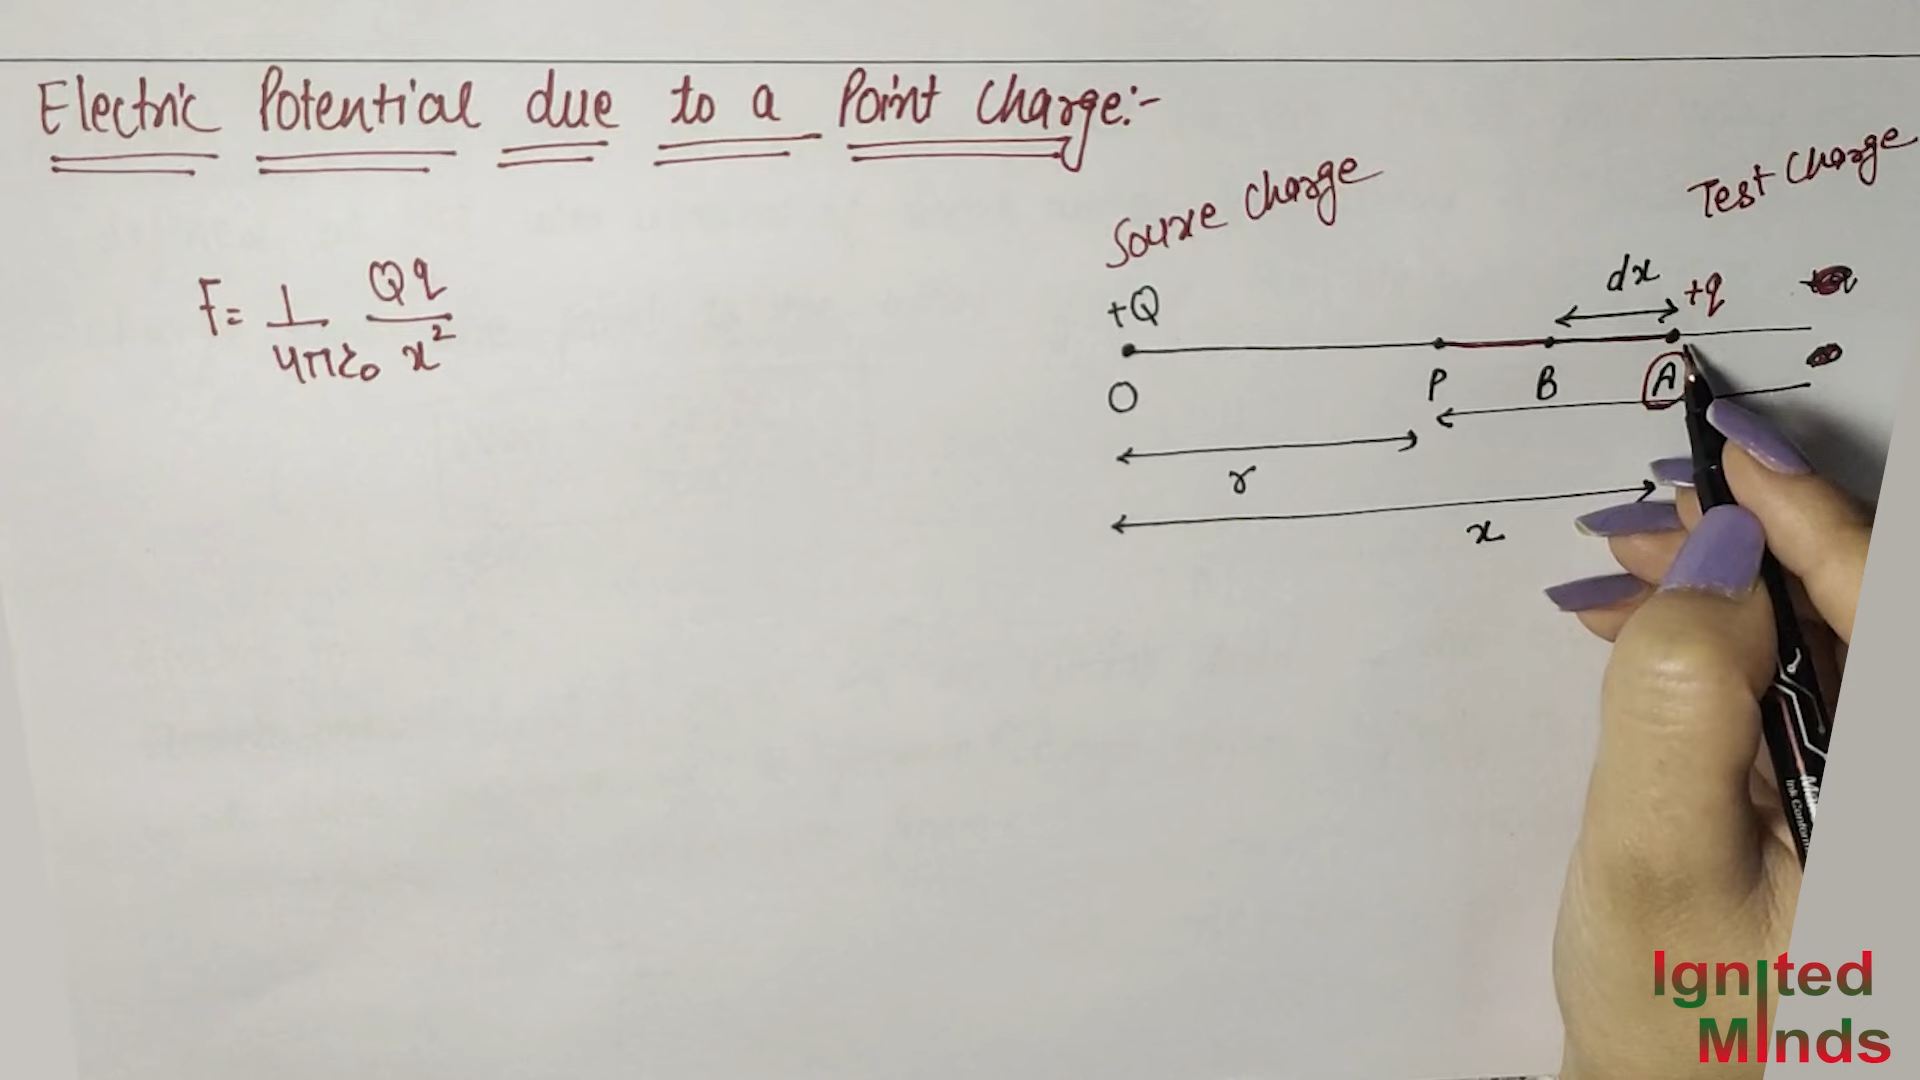 Electric Potential due to a Point Charge:-
Source Charge
Test Charge
F = 1/4πε₀ Qq/x²
+Q
dx
+q
O
P
B
A
r
x
Ignited
Minds